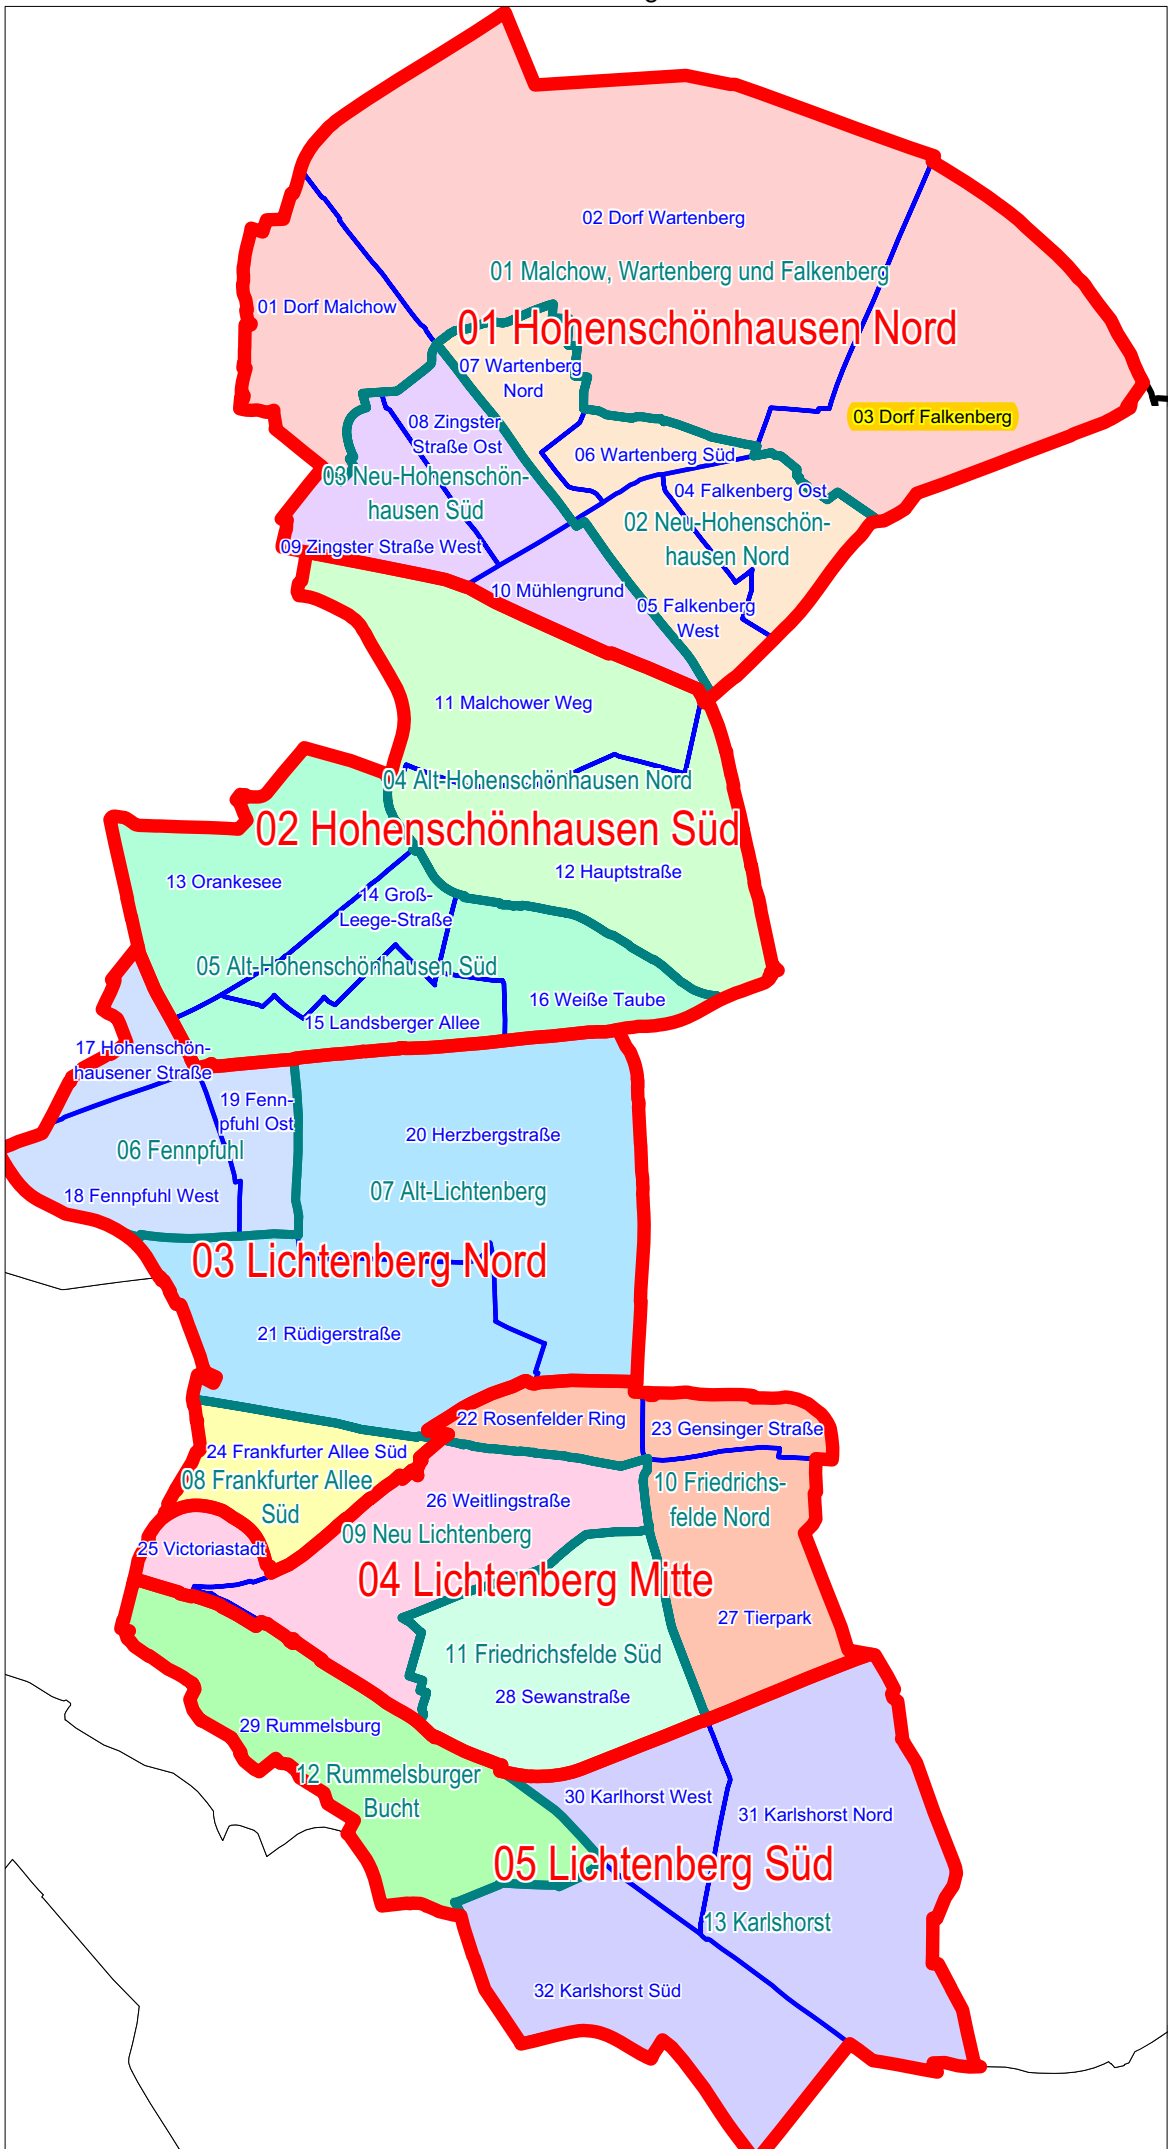 02 Dorf Wartenberg
01 Malchow, Wartenberg und Falkenberg
01 Dorf Malchow
01 Hohenschönhausen Nord
07 Wartenberg
Nord
03 Dorf Falkenberg
08 Zingster
Straße Ost
06 Wartenberg Süd
03 Neu-Hohenschön-
hausen Süd
04 Falkenberg Ost
02 Neu-Hohenschön-
hausen Nord
09 Zingster Straße West
10 Mühlengrund
05 Falkenberg
West
11 Malchower Weg
04 Alt-Hohenschönhausen Nord
02 Hohenschönhausen Süd
12 Hauptstraße
13 Orankesee
14 Groß-
Leege-Straße
05 Alt-Hohenschönhausen Süd
16 Weiße Taube
15 Landsberger Allee
17 Hohenschön-
hausener Straße
19 Fenn-
pfuhl Ost
20 Herzbergstraße
06 Fennpfuhl
18 Fennpfuhl West
07 Alt-Lichtenberg
03 Lichtenberg Nord
21 Rüdigerstraße
22 Rosenfelder Ring
23 Gensinger Straße
24 Frankfurter Allee Süd
08 Frankfurter Allee
Süd
10 Friedrichs-
felde Nord
26 Weitlingstraße
09 Neu Lichtenberg
25 Victoriastadt
04 Lichtenberg Mitte
27 Tierpark
11 Friedrichsfelde Süd
28 Sewanstraße
29 Rummelsburg
12 Rummelsburger
Bucht
30 Karlhorst West
31 Karlshorst Nord
05 Lichtenberg Süd
13 Karlshorst
32 Karlshorst Süd